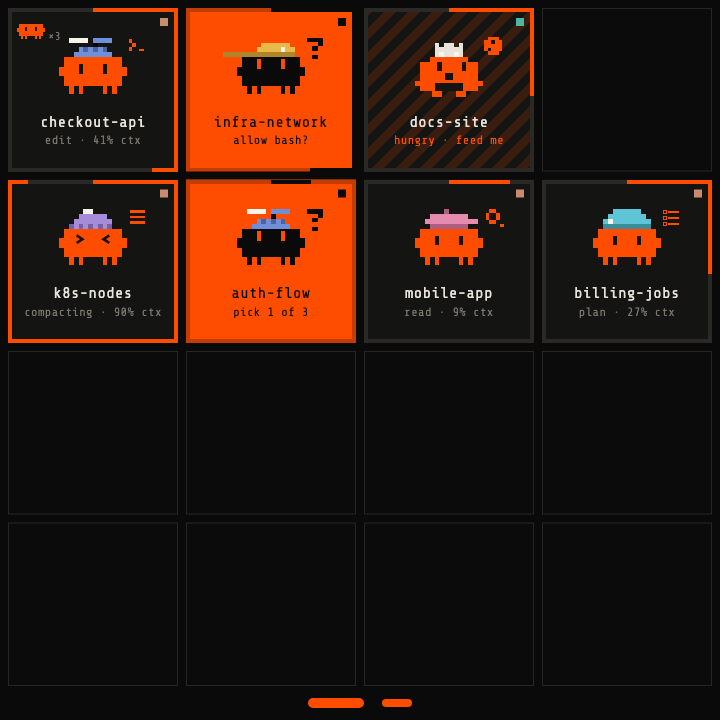 ×3
checkout-api
edit · 41% ctx
infra-network
allow bash?
docs-site
hungry · feed me
k8s-nodes
compacting · 90% ctx
auth-flow
pick 1 of 3
mobile-app
read · 9% ctx
billing-jobs
plan · 27% ctx